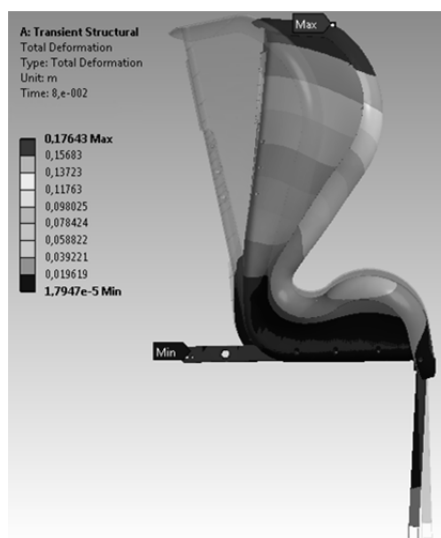 A: Transient Structural
Total Deformation
Type: Total Deformation
Unit: m
Time: 8,e-002
Max
0,17643 Max
0,15683
0,13723
0,11763
0,098025
0,078424
0,058822
0,039221
0,019619
1,7947e-5 Min
Min